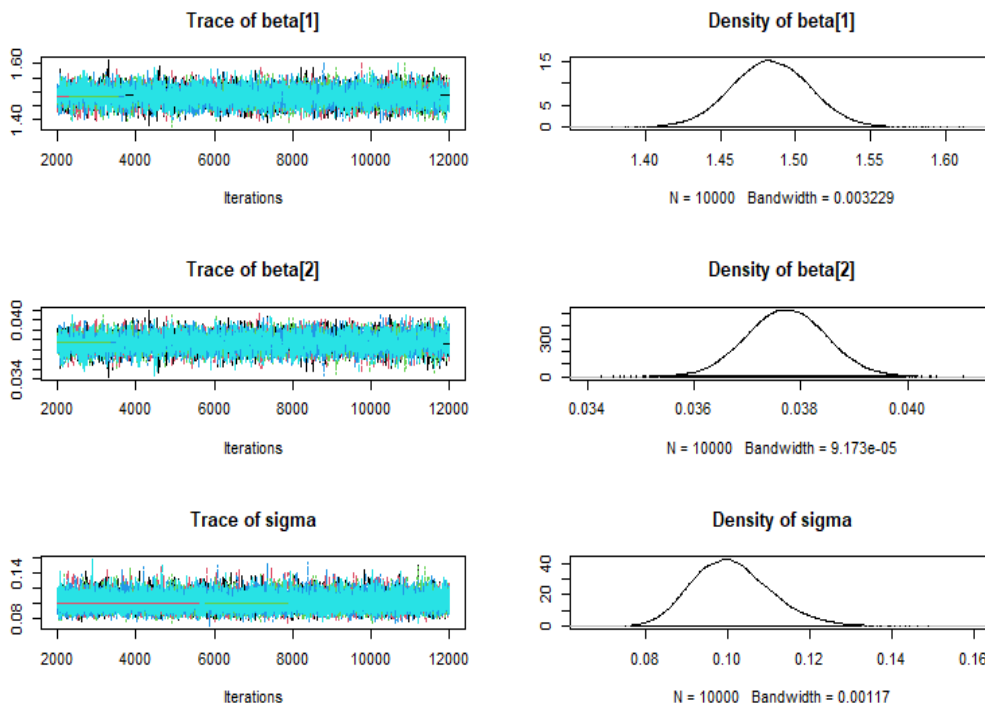 Trace of beta[1]
1.60
1.40
2000 4000 6000 8000 10000 12000
Iterations
Density of beta[1]
15
5
0
1.40 1.45 1.50 1.55 1.60
N = 10000 Bandwidth = 0.003229
Trace of beta[2]
0.040
0.034
2000 4000 6000 8000 10000 12000
Iterations
Density of beta[2]
300
0
0.034 0.036 0.038 0.040
N = 10000 Bandwidth = 9.173e-05
Trace of sigma
0.14
0.08
2000 4000 6000 8000 10000 12000
Iterations
Density of sigma
40
20
0
0.08 0.10 0.12 0.14 0.16
N = 10000 Bandwidth = 0.00117